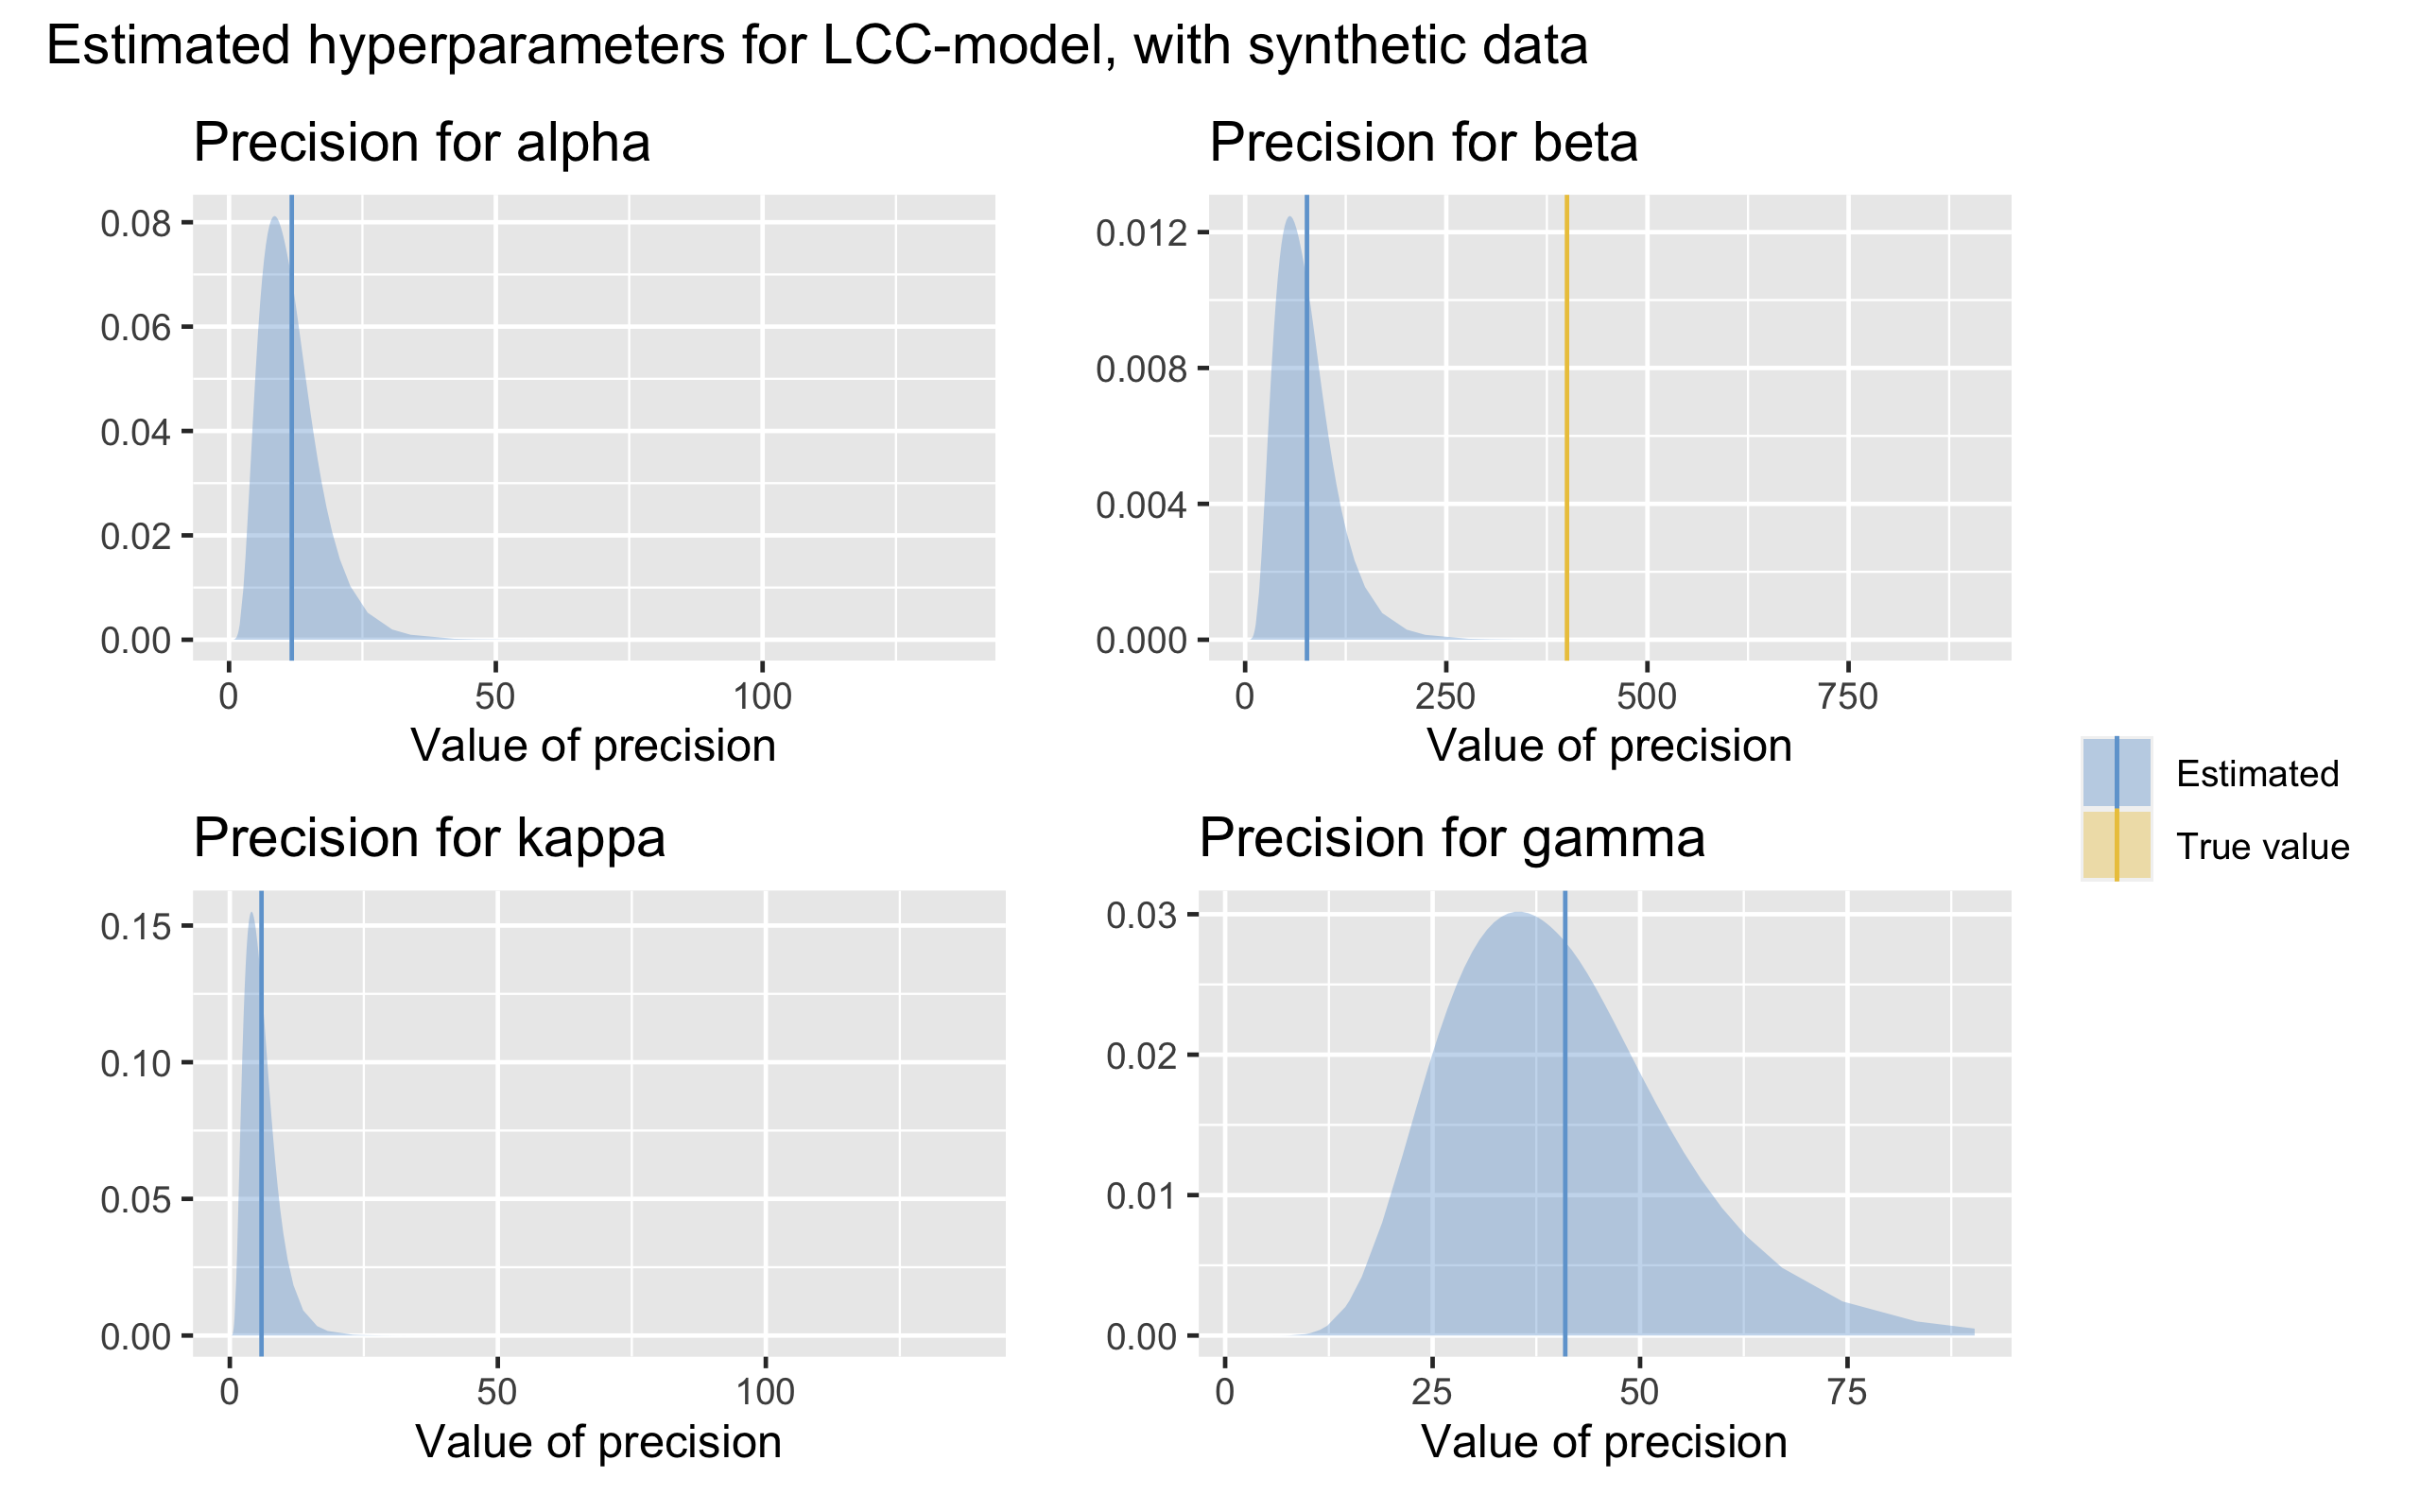 Estimated hyperparameters for LCC-model, with synthetic data
Precision for alpha
0.08
0.06
0.04
0.02
0.00
0 50 100
Value of precision
Precision for beta
0.012
0.008
0.004
0.000
0 250 500 750
Value of precision
Precision for kappa
0.15
0.10
0.05
0.00
0 50 100
Value of precision
Precision for gamma
0.03
0.02
0.01
0.00
0 25 50 75
Value of precision
Estimated
True value